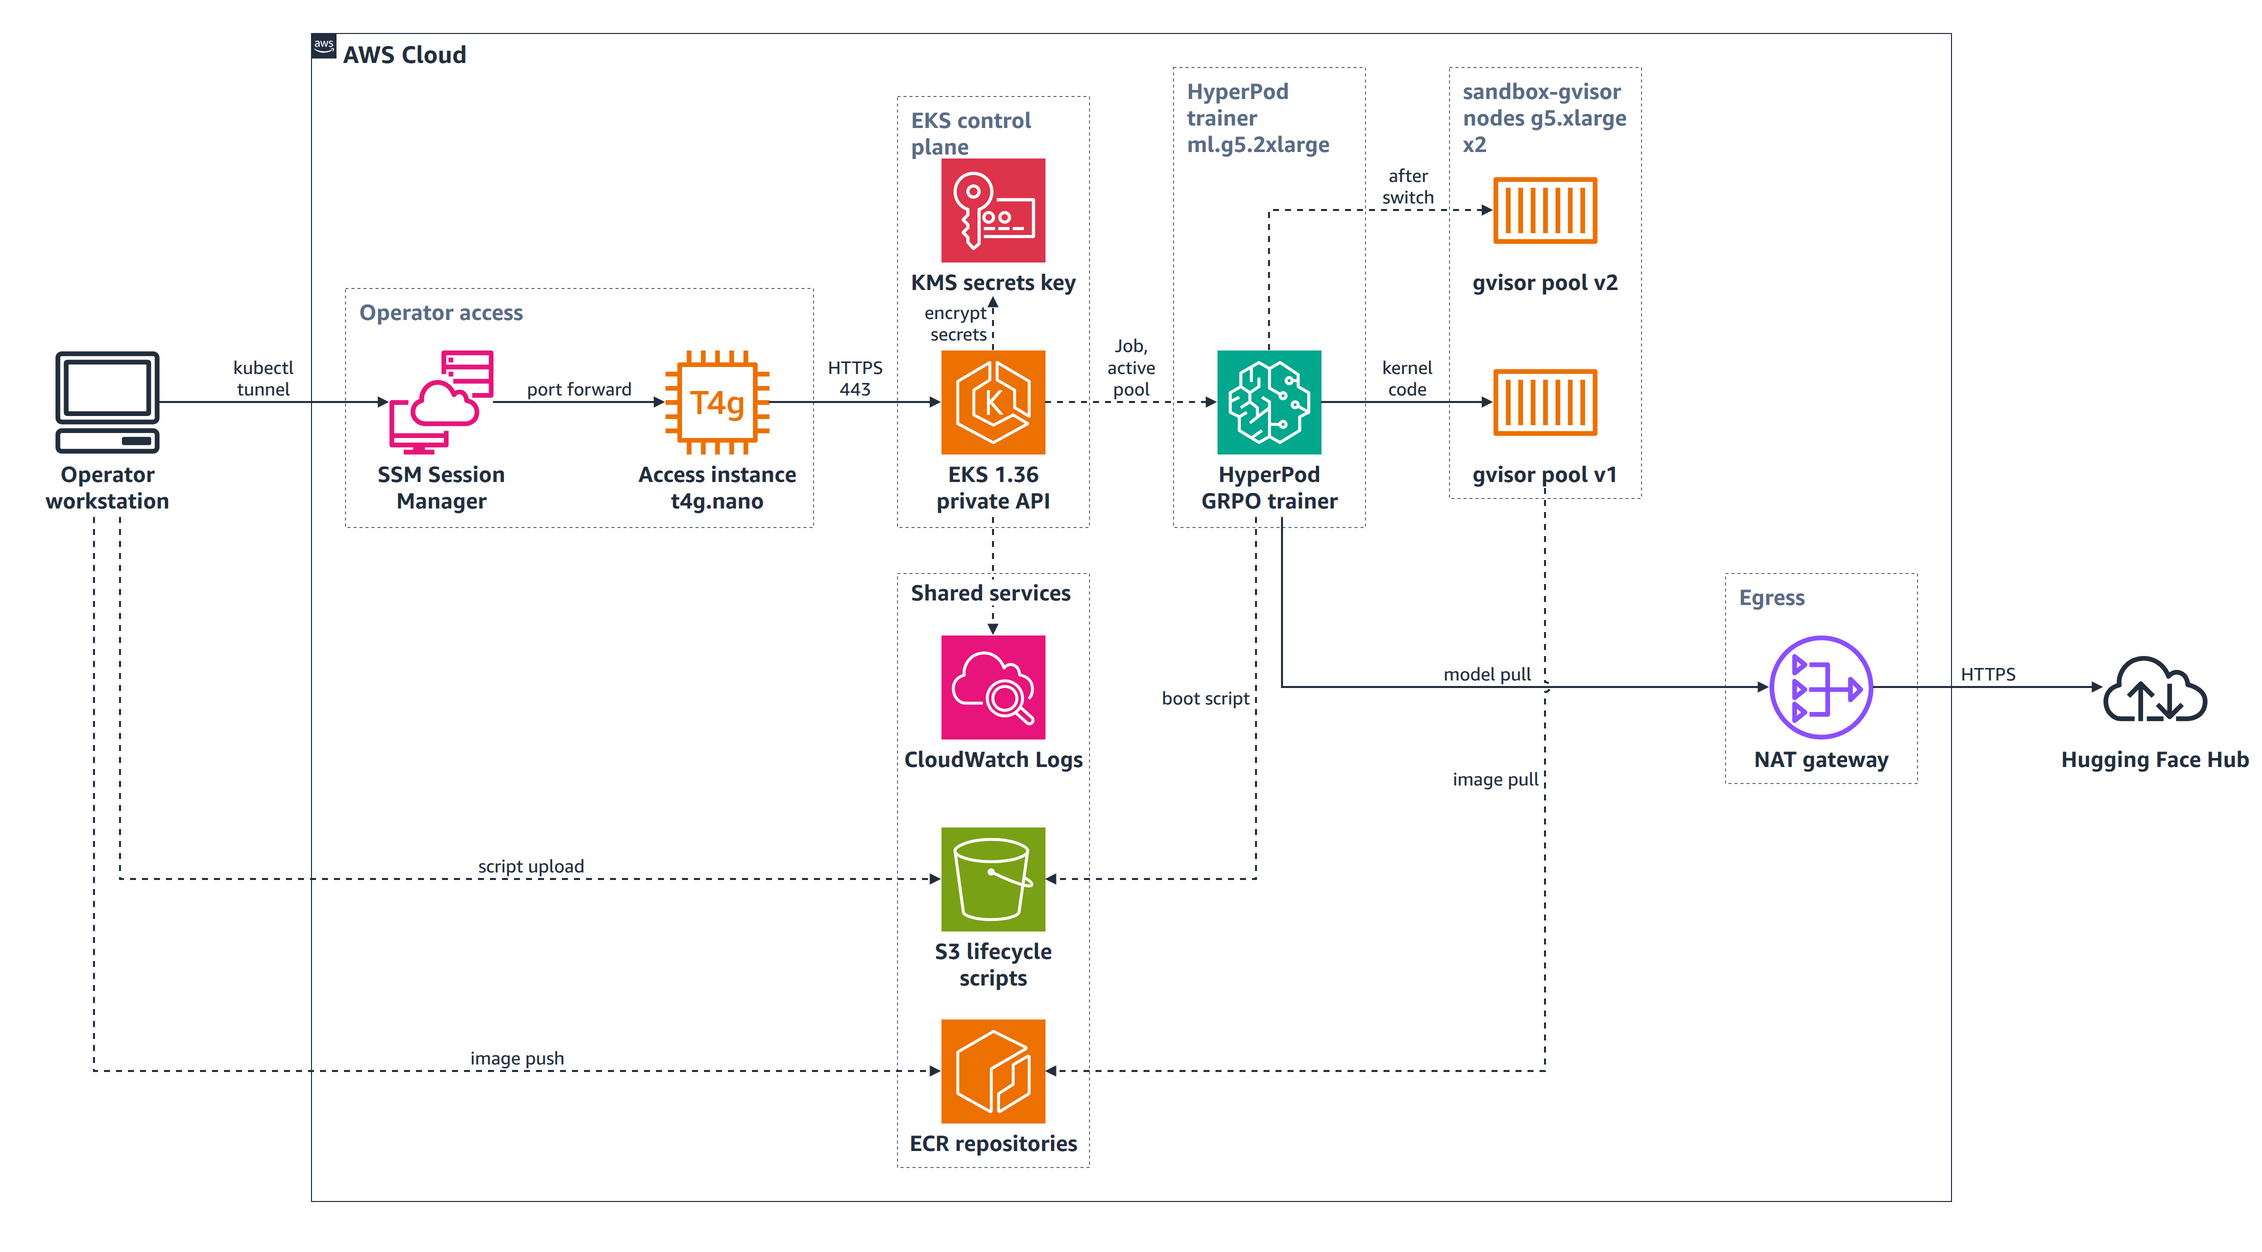 aws
AWS Cloud
HyperPod
trainer
ml.g5.2xlarge
sandbox-gvisor
nodes g5.xlarge
x2
EKS control
plane
after
switch
KMS secrets key
gvisor pool v2
Operator access
encrypt
secrets
kubectl
tunnel
port forward
T4g
HTTPS
443
K
Job,
active
pool
kernel
code
Operator
workstation
SSM Session
Manager
Access instance
t4g.nano
EKS 1.36
private API
HyperPod
GRPO trainer
gvisor pool v1
Shared services
Egress
model pull
HTTPS
boot script
CloudWatch Logs
NAT gateway
Hugging Face Hub
image pull
script upload
S3 lifecycle
scripts
image push
ECR repositories